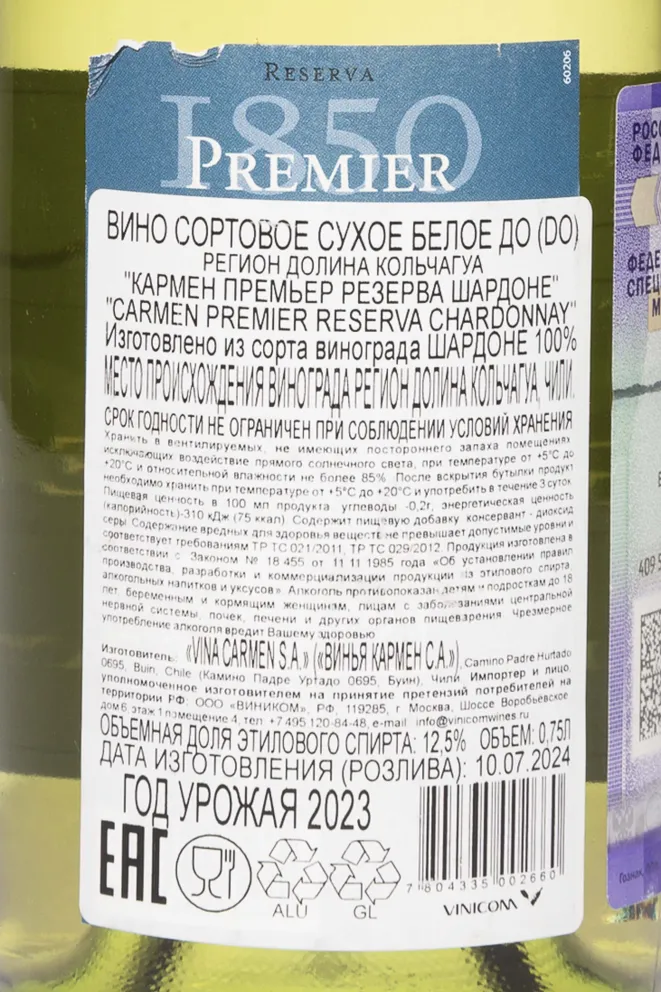 RESERVA
60206
1850
PREMIER
ВИНО СОРТОВОЕ СУХОЕ БЕЛОЕ ДО (DO)
РЕГИОН ДОЛИНА КОЛЬЧАГУА
"КАРМЕН ПРЕМЬЕР РЕЗЕРВА ШАРДОНЕ"
"CARMEN PREMIER RESERVA CHARDONNAY"
Изготовлено из сорта винограда ШАРДОНЕ 100%
МЕСТО ПРОИСХОЖДЕНИЯ ВИНОГРАДА РЕГИОН ДОЛИНА КОЛЬЧАГУА, ЧИЛИ.
СРОК ГОДНОСТИ НЕ ОГРАНИЧЕН ПРИ СОБЛЮДЕНИИ УСЛОВИЙ ХРАНЕНИЯ
Хранить в вентилируемых, не имеющих постороннего запаха помещениях,
исключающих воздействие прямого солнечного света, при температуре от +5°С до
+20°С и относительной влажности не более 85%. После вскрытия бутылки продукт
необходимо хранить при температуре от +5°С до +20°С и употребить в течение 3 суток.
Пищевая ценность в 100 мл продукта: углеводы -0,2г, энергетическая ценность
(калорийность)-310 кДж (75 ккал). Содержит пищевую добавку консервант - диоксид
серы. Содержание вредных для здоровья веществ не превышает допустимые уровни и
соответствует требованиям ТР ТС 021/2011, ТР ТС 029/2012. Продукция изготовлена в
соответствии с Законом № 18 455 от 11 11 1985 года «Об установлении правил
производства, разработки и коммерциализации продукции из этилового спирта,
алкогольных напитков и уксусов». Алкоголь противопоказан детям и подросткам до 18
лет, беременным и кормящим женщинам, лицам с заболеваниями центральной
нервной системы, почек, печени и других органов пищеварения. Чрезмерное
употребление алкоголя вредит Вашему здоровью
Изготовитель: «VINA CARMEN S.A.» («ВИНЬЯ КАРМЕН С.А.»), Camino Padre Hurtado
0695, Buin, Chile (Камино Падре Уртадо 0695, Буин), Чили. Импортер и лицо,
уполномоченное изготовителем на принятие претензий потребителей на
территории РФ: ООО «ВИНИКОМ», РФ, 119285, г Москва, Шоссе Воробьёвское
дом 6, этаж 1 помещение 4, тел +7 495 120-84-48, e-mail info@vinicomwines.ru
ОБЪЕМНАЯ ДОЛЯ ЭТИЛОВОГО СПИРТА: 12,5% ОБЪЕМ: 0,75Л
ДАТА ИЗГОТОВЛЕНИЯ (РОЗЛИВА): 10.07.2024
ГОД УРОЖАЯ 2023
EAC
ALU
GL
7 804335 002660
VINICOM
РОСС
ФЕД
ФЕДЕ
СПЕЦ
М
409 5